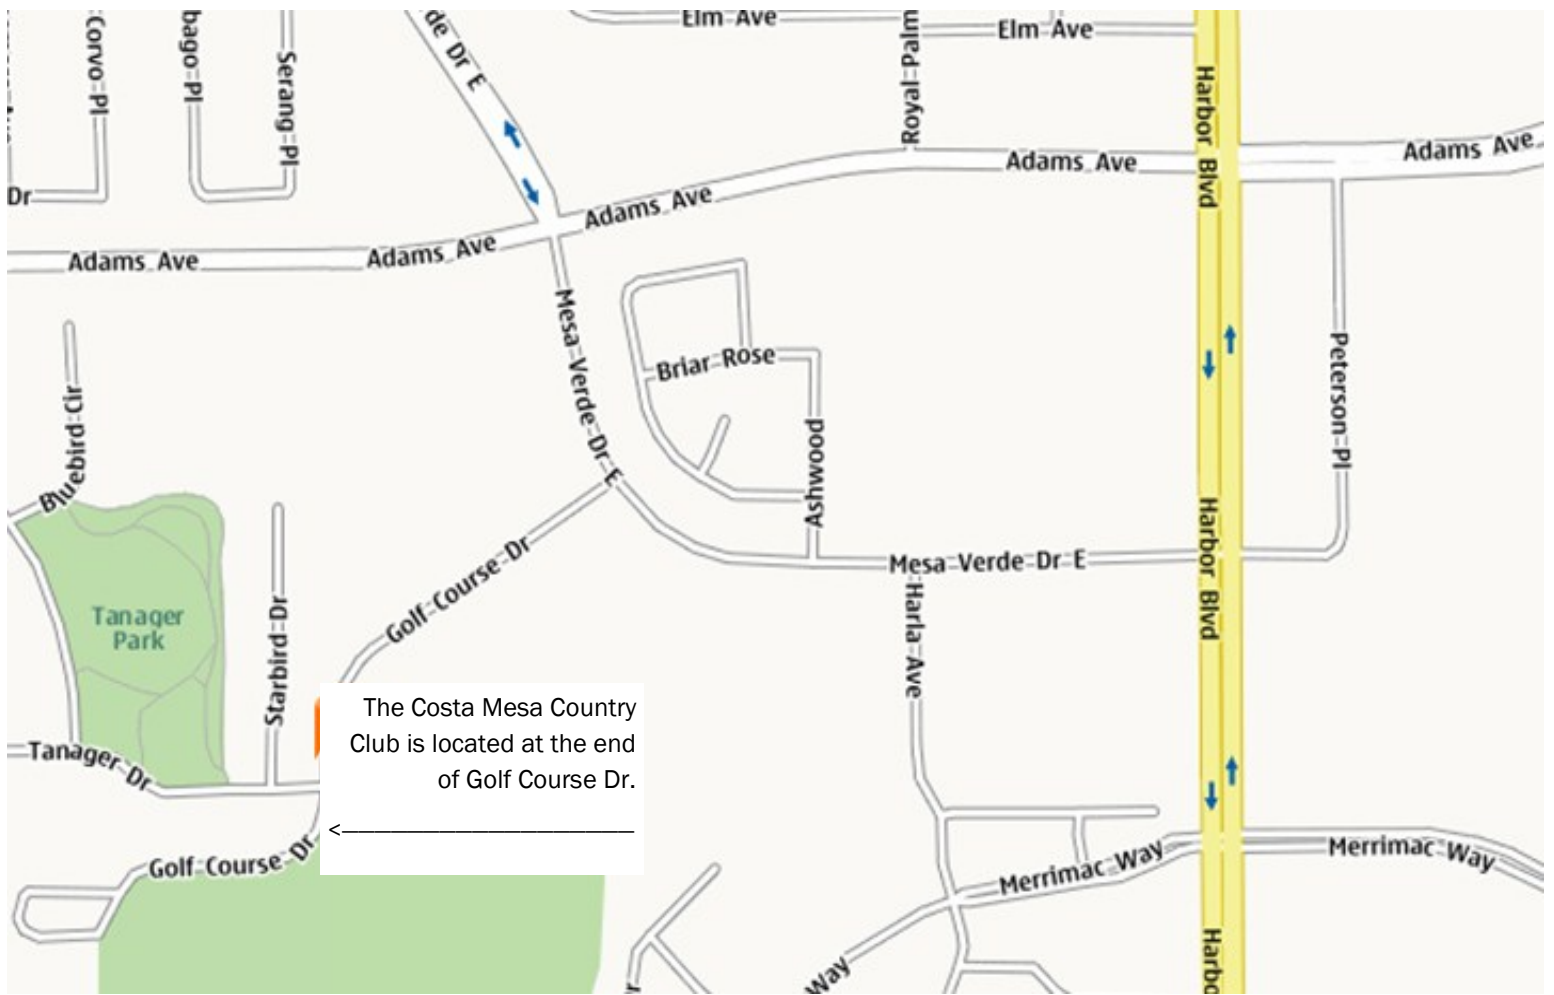 de Dr E
Elm Ave
Elm Ave
Corvo Pl
bago Pl
Serang Pl
Royal Palm
Harbor Blvd
Adams Ave
Adams Ave
Dr
Adams Ave
Adams Ave
Adams Ave
Mesa Verde Dr E
Briar Rose
Peterson Pl
Bluebird Cir
Ashwood
Harbor Blvd
Golf Course Dr
Mesa Verde Dr E
Tanager
Park
Starbird Dr
Harla Ave
The Costa Mesa Country
Club is located at the end
of Golf Course Dr.
<——————————————
Tanager Dr
Golf Course Dr
Merrimac Way
Merrimac Way
Harbo
Way